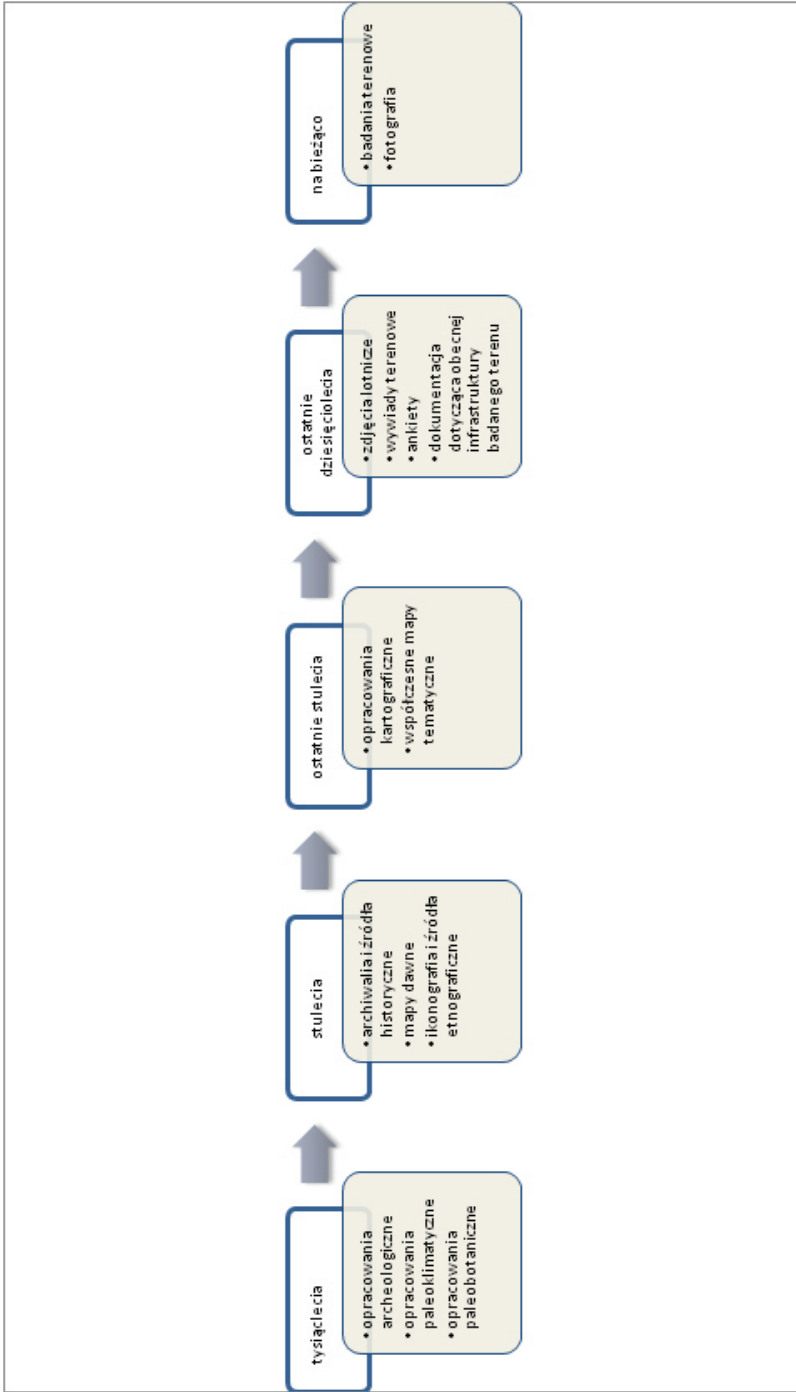 tysiąclecia
• opracowania
archeologiczne
• opracowania
paleoklimatyczne
• opracowania
paleobotaniczne
stulecia
• archiwalia i źródła
historyczne
• mapy dawne
• ikonografia i źródła
etnograficzne
ostatnie stulecia
• opracowania
kartograficzne
• współczesne mapy
tematyczne
ostatnie
dziesięciolecia
• zdjęcia lotnicze
• wywiady terenowe
• ankiety
• dokumentacja
dotycząca obecnej
infrastruktury
badanego terenu
na bieżąco
• badania terenowe
• fotografia